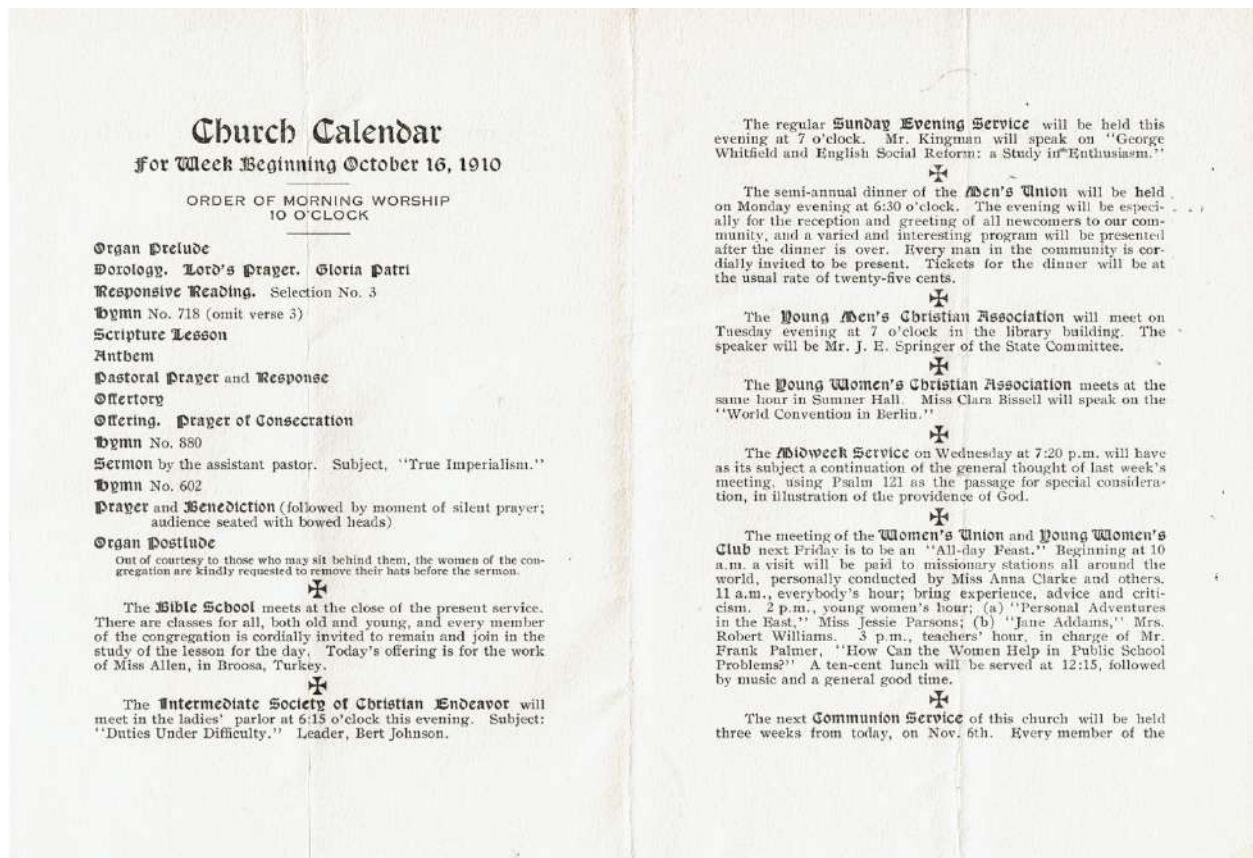 Church Calendar
For Week Beginning October 16, 1910
ORDER OF MORNING WORSHIP
10 O'CLOCK
Organ Prelude
Doxology. Lord's Prayer. Gloria Patri
Responsive Reading. Selection No. 3
Hymn No. 718 (omit verse 3)
Scripture Lesson
Anthem
Pastoral Prayer and Response
Offertory
Offering. Prayer of Consecration
Hymn No. 880
Sermon by the assistant pastor. Subject, "True Imperialism."
Hymn No. 602
Prayer and Benediction (followed by moment of silent prayer;
audience seated with bowed heads)
Organ Postlude
Out of courtesy to those who may sit behind them, the women of the con-
gregation are kindly requested to remove their hats before the sermon.
The Bible School meets at the close of the present service.
There are classes for all, both old and young, and every member
of the congregation is cordially invited to remain and join in the
study of the lesson for the day. Today's offering is for the work
of Miss Allen, in Broosa, Turkey.
The Intermediate Society of Christian Endeavor will
meet in the ladies' parlor at 6:15 o'clock this evening. Subject:
"Duties Under Difficulty." Leader, Bert Johnson.
The regular Sunday Evening Service will be held this
evening at 7 o'clock. Mr. Kingman will speak on "George
Whitfield and English Social Reform: a Study in Enthusiasm."
The semi-annual dinner of the Men's Union will be held
on Monday evening at 6:30 o'clock. The evening will be especi-
ally for the reception and greeting of all newcomers to our com-
munity, and a varied and interesting program will be presented
after the dinner is over. Every man in the community is cor-
dially invited to be present. Tickets for the dinner will be at
the usual rate of twenty-five cents.
The Young Men's Christian Association will meet on
Tuesday evening at 7 o'clock in the library building. The
speaker will be Mr. J. E. Springer of the State Committee.
The Young Women's Christian Association meets at the
same hour in Sumner Hall. Miss Clara Bissell will speak on the
"World Convention in Berlin."
The Midweek Service on Wednesday at 7:20 p.m. will have
as its subject a continuation of the general thought of last week's
meeting, using Psalm 121 as the passage for special considera-
tion, in illustration of the providence of God.
The meeting of the Women's Union and Young Women's
Club next Friday is to be an "All-day Feast." Beginning at 10
a.m. a visit will be paid to missionary stations all around the
world, personally conducted by Miss Anna Clarke and others.
11 a.m., everybody's hour; bring experience, advice and criti-
cism. 2 p.m., young women's hour; (a) "Personal Adventures
in the East," Miss Jessie Parsons; (b) "Jane Addams," Mrs.
Robert Williams. 3 p.m., teachers' hour, in charge of Mr.
Frank Palmer, "How Can the Women Help in Public School
Problems?" A ten-cent lunch will be served at 12:15, followed
by music and a general good time.
The next Communion Service of this church will be held
three weeks from today, on Nov. 6th. Every member of the